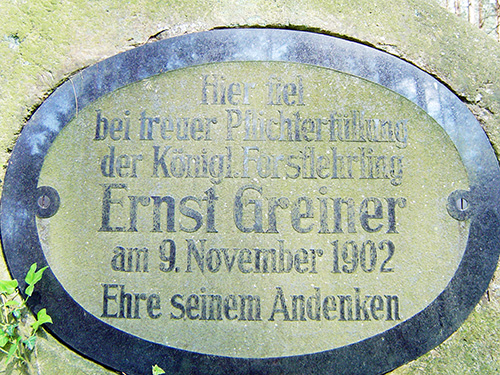 Hier fiel
bei treuer Pflichterfüllung
der Königl. Forstlehrling
Ernst Greiner
am 9. November 1902
Ehre seinem Andenken